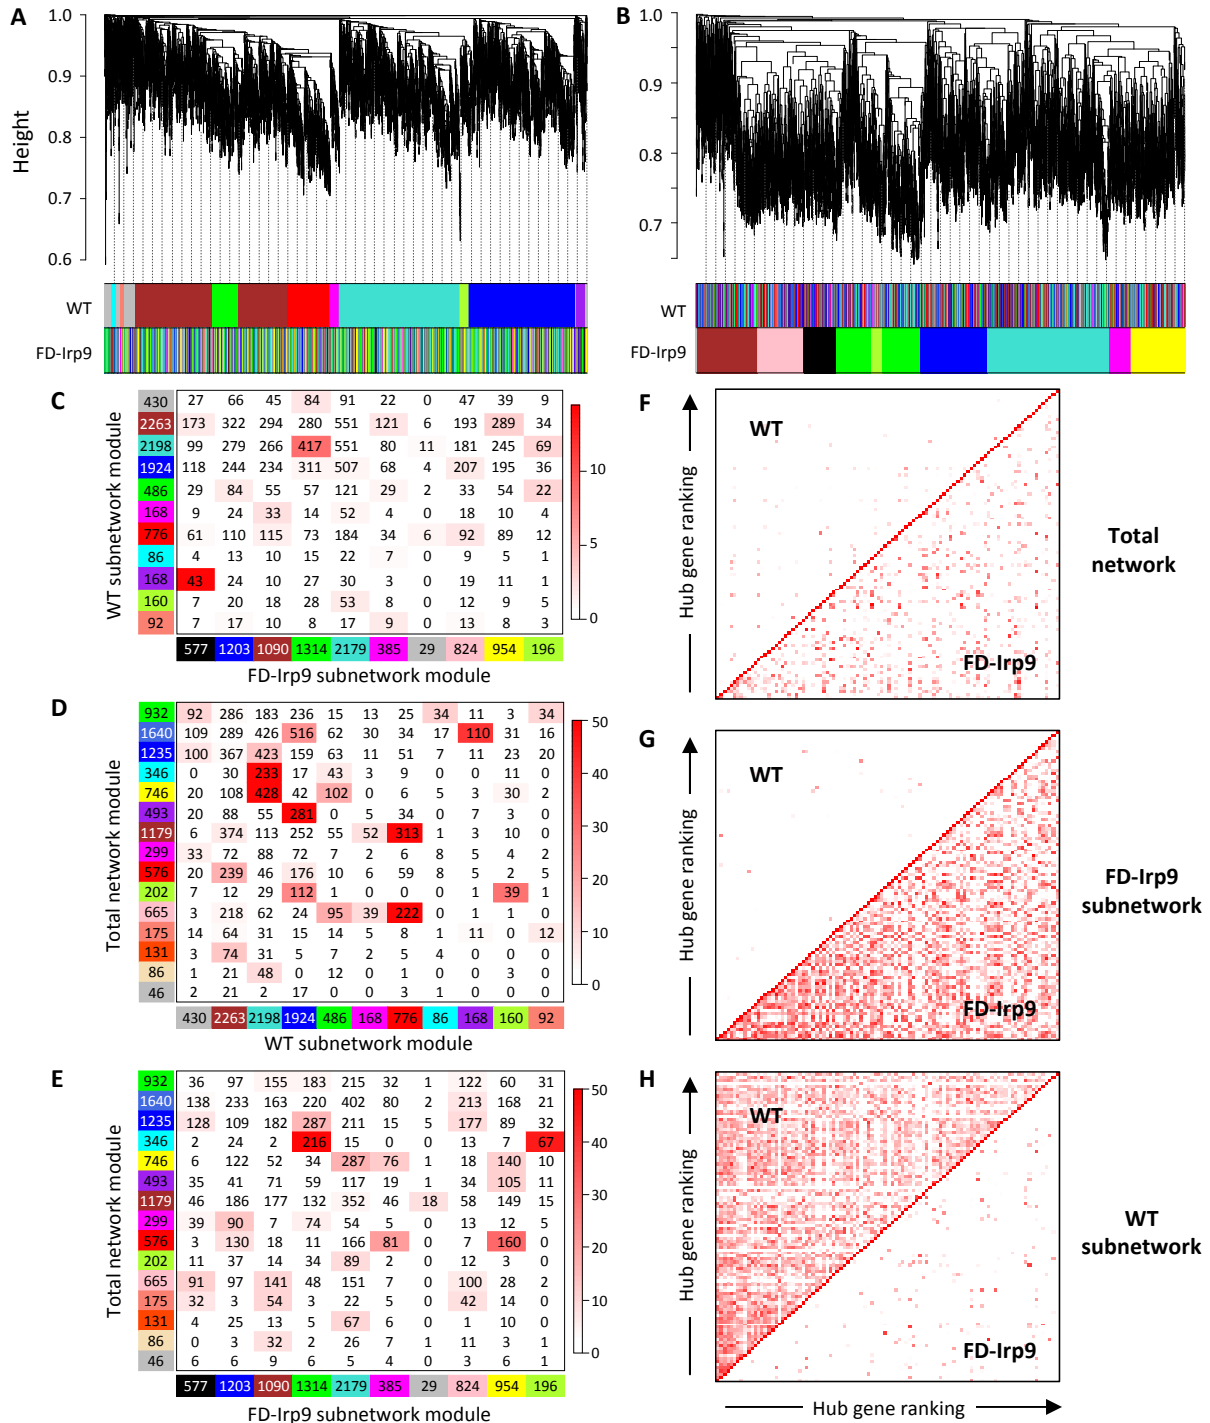 A
B
Height
1.0
0.9
0.8
0.7
0.6
1.0
0.9
0.8
0.7
WT
FD-Irp9
WT
FD-Irp9
C
WT subnetwork module
430 27 66 45 84 91 22 0 47 39 9
2263 173 322 294 280 551 121 6 193 289 34
2198 99 279 266 417 551 80 11 181 245 69
1924 118 244 234 311 507 68 4 207 195 36
486 29 84 55 57 121 29 2 33 54 22
168 9 24 33 14 52 4 0 18 10 4
776 61 110 115 73 184 34 6 92 89 12
86 4 13 10 15 22 7 0 9 5 1
168 43 24 10 27 30 3 0 19 11 1
160 7 20 18 28 53 8 0 12 9 5
92 7 17 10 8 17 9 0 13 8 3
577 1203 1090 1314 2179 385 29 824 954 196
FD-Irp9 subnetwork module
10
5
0
D
Total network module
932 92 286 183 236 15 13 25 34 11 3 34
1640 109 289 426 516 62 30 34 17 110 31 16
1235 100 367 423 159 63 11 51 7 11 23 20
346 0 30 233 17 43 3 9 0 0 11 0
746 20 108 428 42 102 0 6 5 3 30 2
493 20 88 55 281 0 5 34 0 7 3 0
1179 6 374 113 252 55 52 313 1 3 10 0
299 33 72 88 72 7 2 6 8 5 4 2
576 20 239 46 176 10 6 59 8 5 2 5
202 7 12 29 112 1 0 0 0 1 39 1
665 3 218 62 24 95 39 222 0 1 1 0
175 14 64 31 15 14 5 8 1 11 0 12
131 3 74 31 5 7 2 5 4 0 0 0
86 1 21 48 0 12 0 1 0 0 3 0
46 2 21 2 17 0 0 3 1 0 0 0
430 2263 2198 1924 486 168 776 86 168 160 92
WT subnetwork module
50
40
30
20
10
0
E
Total network module
932 36 97 155 183 215 32 1 122 60 31
1640 138 233 163 220 402 80 2 213 168 21
1235 128 109 182 287 211 15 5 177 89 32
346 2 24 2 216 15 0 0 13 7 67
746 6 122 52 34 287 76 1 18 140 10
493 35 41 71 59 117 19 1 34 105 11
1179 46 186 177 132 352 46 18 58 149 15
299 39 90 7 74 54 5 0 13 12 5
576 3 130 18 11 166 81 0 7 160 0
202 11 37 14 34 89 2 0 12 3 0
665 91 97 141 48 151 7 0 100 28 2
175 32 3 54 3 22 5 0 42 14 0
131 4 25 13 5 67 6 0 1 10 0
86 0 3 32 2 26 7 1 11 3 1
46 6 6 9 6 5 4 0 3 6 1
577 1203 1090 1314 2179 385 29 824 954 196
FD-Irp9 subnetwork module
50
40
30
20
10
0
F
Hub gene ranking
WT
FD-Irp9
Total
network
G
Hub gene ranking
WT
FD-Irp9
FD-Irp9
subnetwork
H
Hub gene ranking
WT
FD-Irp9
WT
subnetwork
Hub gene ranking